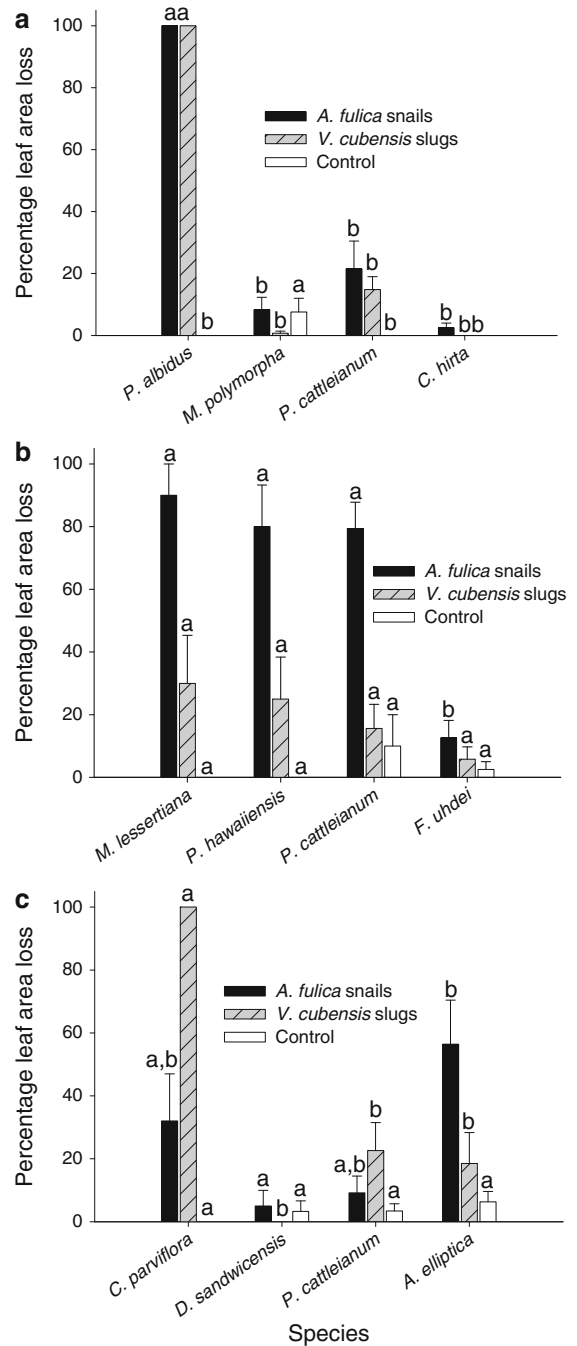 a
aa
100
80
60
40
20
0
Percentage leaf area loss
A. fulica snails
V. cubensis slugs
Control
b
b
b
a
b
b
b
b
bb
P. albidus
M. polymorpha
P. cattleianum
C. hirta
b
100
80
60
40
20
0
Percentage leaf area loss
A. fulica snails
V. cubensis slugs
Control
a
a
a
a
a
a
a
a
a
b
a
a
M. lessertiana
P. hawaiiensis
P. cattleianum
F. uhdei
c
100
80
60
40
20
0
Percentage leaf area loss
A. fulica snails
V. cubensis slugs
Control
a,b
a
a
a
b
a
a,b
b
a
b
b
a
C. parviflora
D. sandwicensis
P. cattleianum
A. elliptica
Species